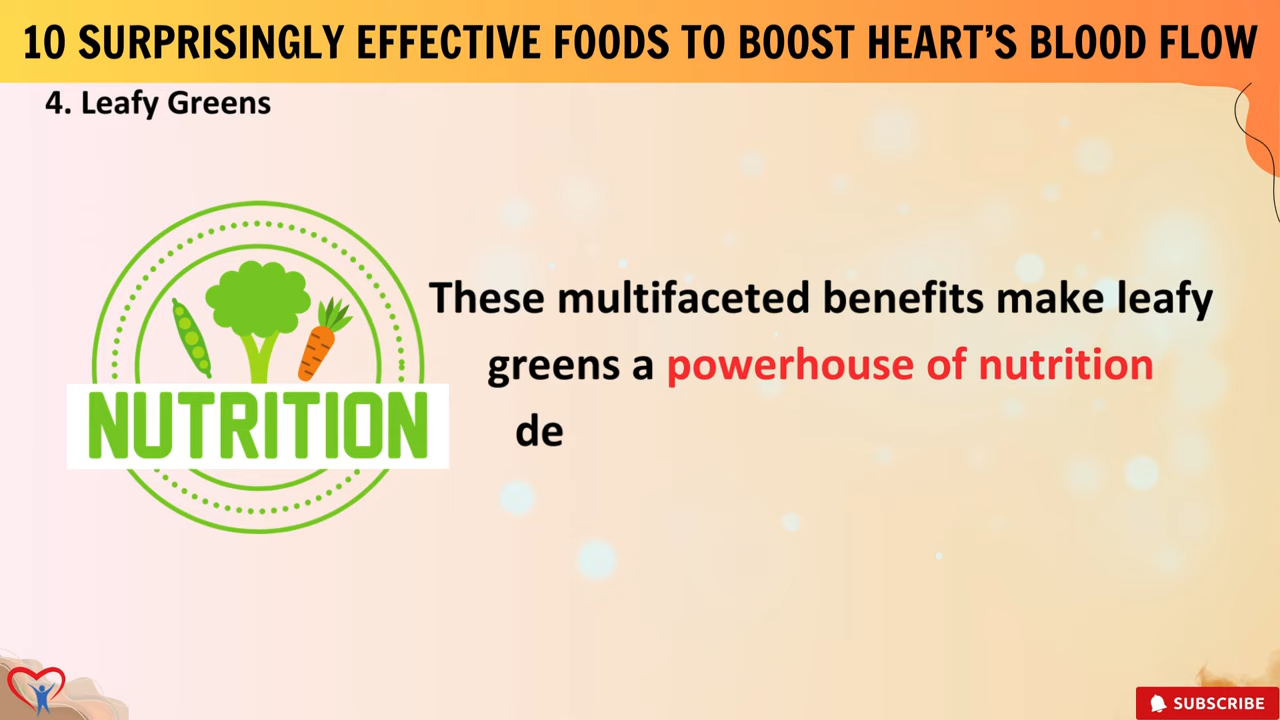 10 SURPRISINGLY EFFECTIVE FOODS TO BOOST HEART'S BLOOD FLOW
4. Leafy Greens
NUTRITION
These multifaceted benefits make leafy
greens a powerhouse of nutrition
de
SUBSCRIBE